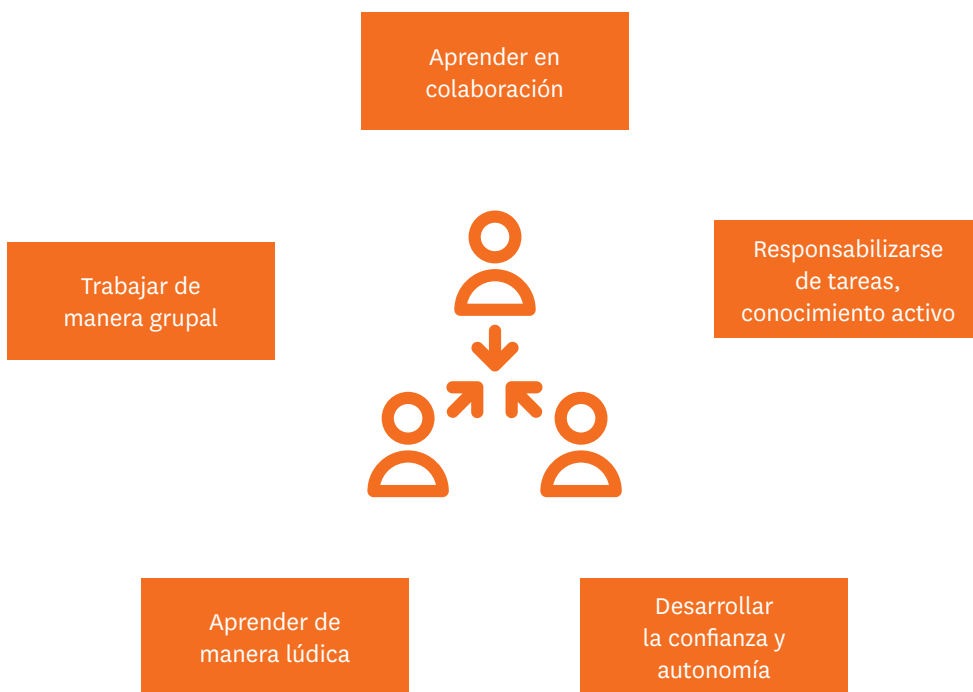 Aprender en
colaboración
Trabajar de
manera grupal
Responsabilizarse
de tareas,
conocimiento activo
Aprender de
manera lúdica
Desarrollar
la confianza y
autonomía